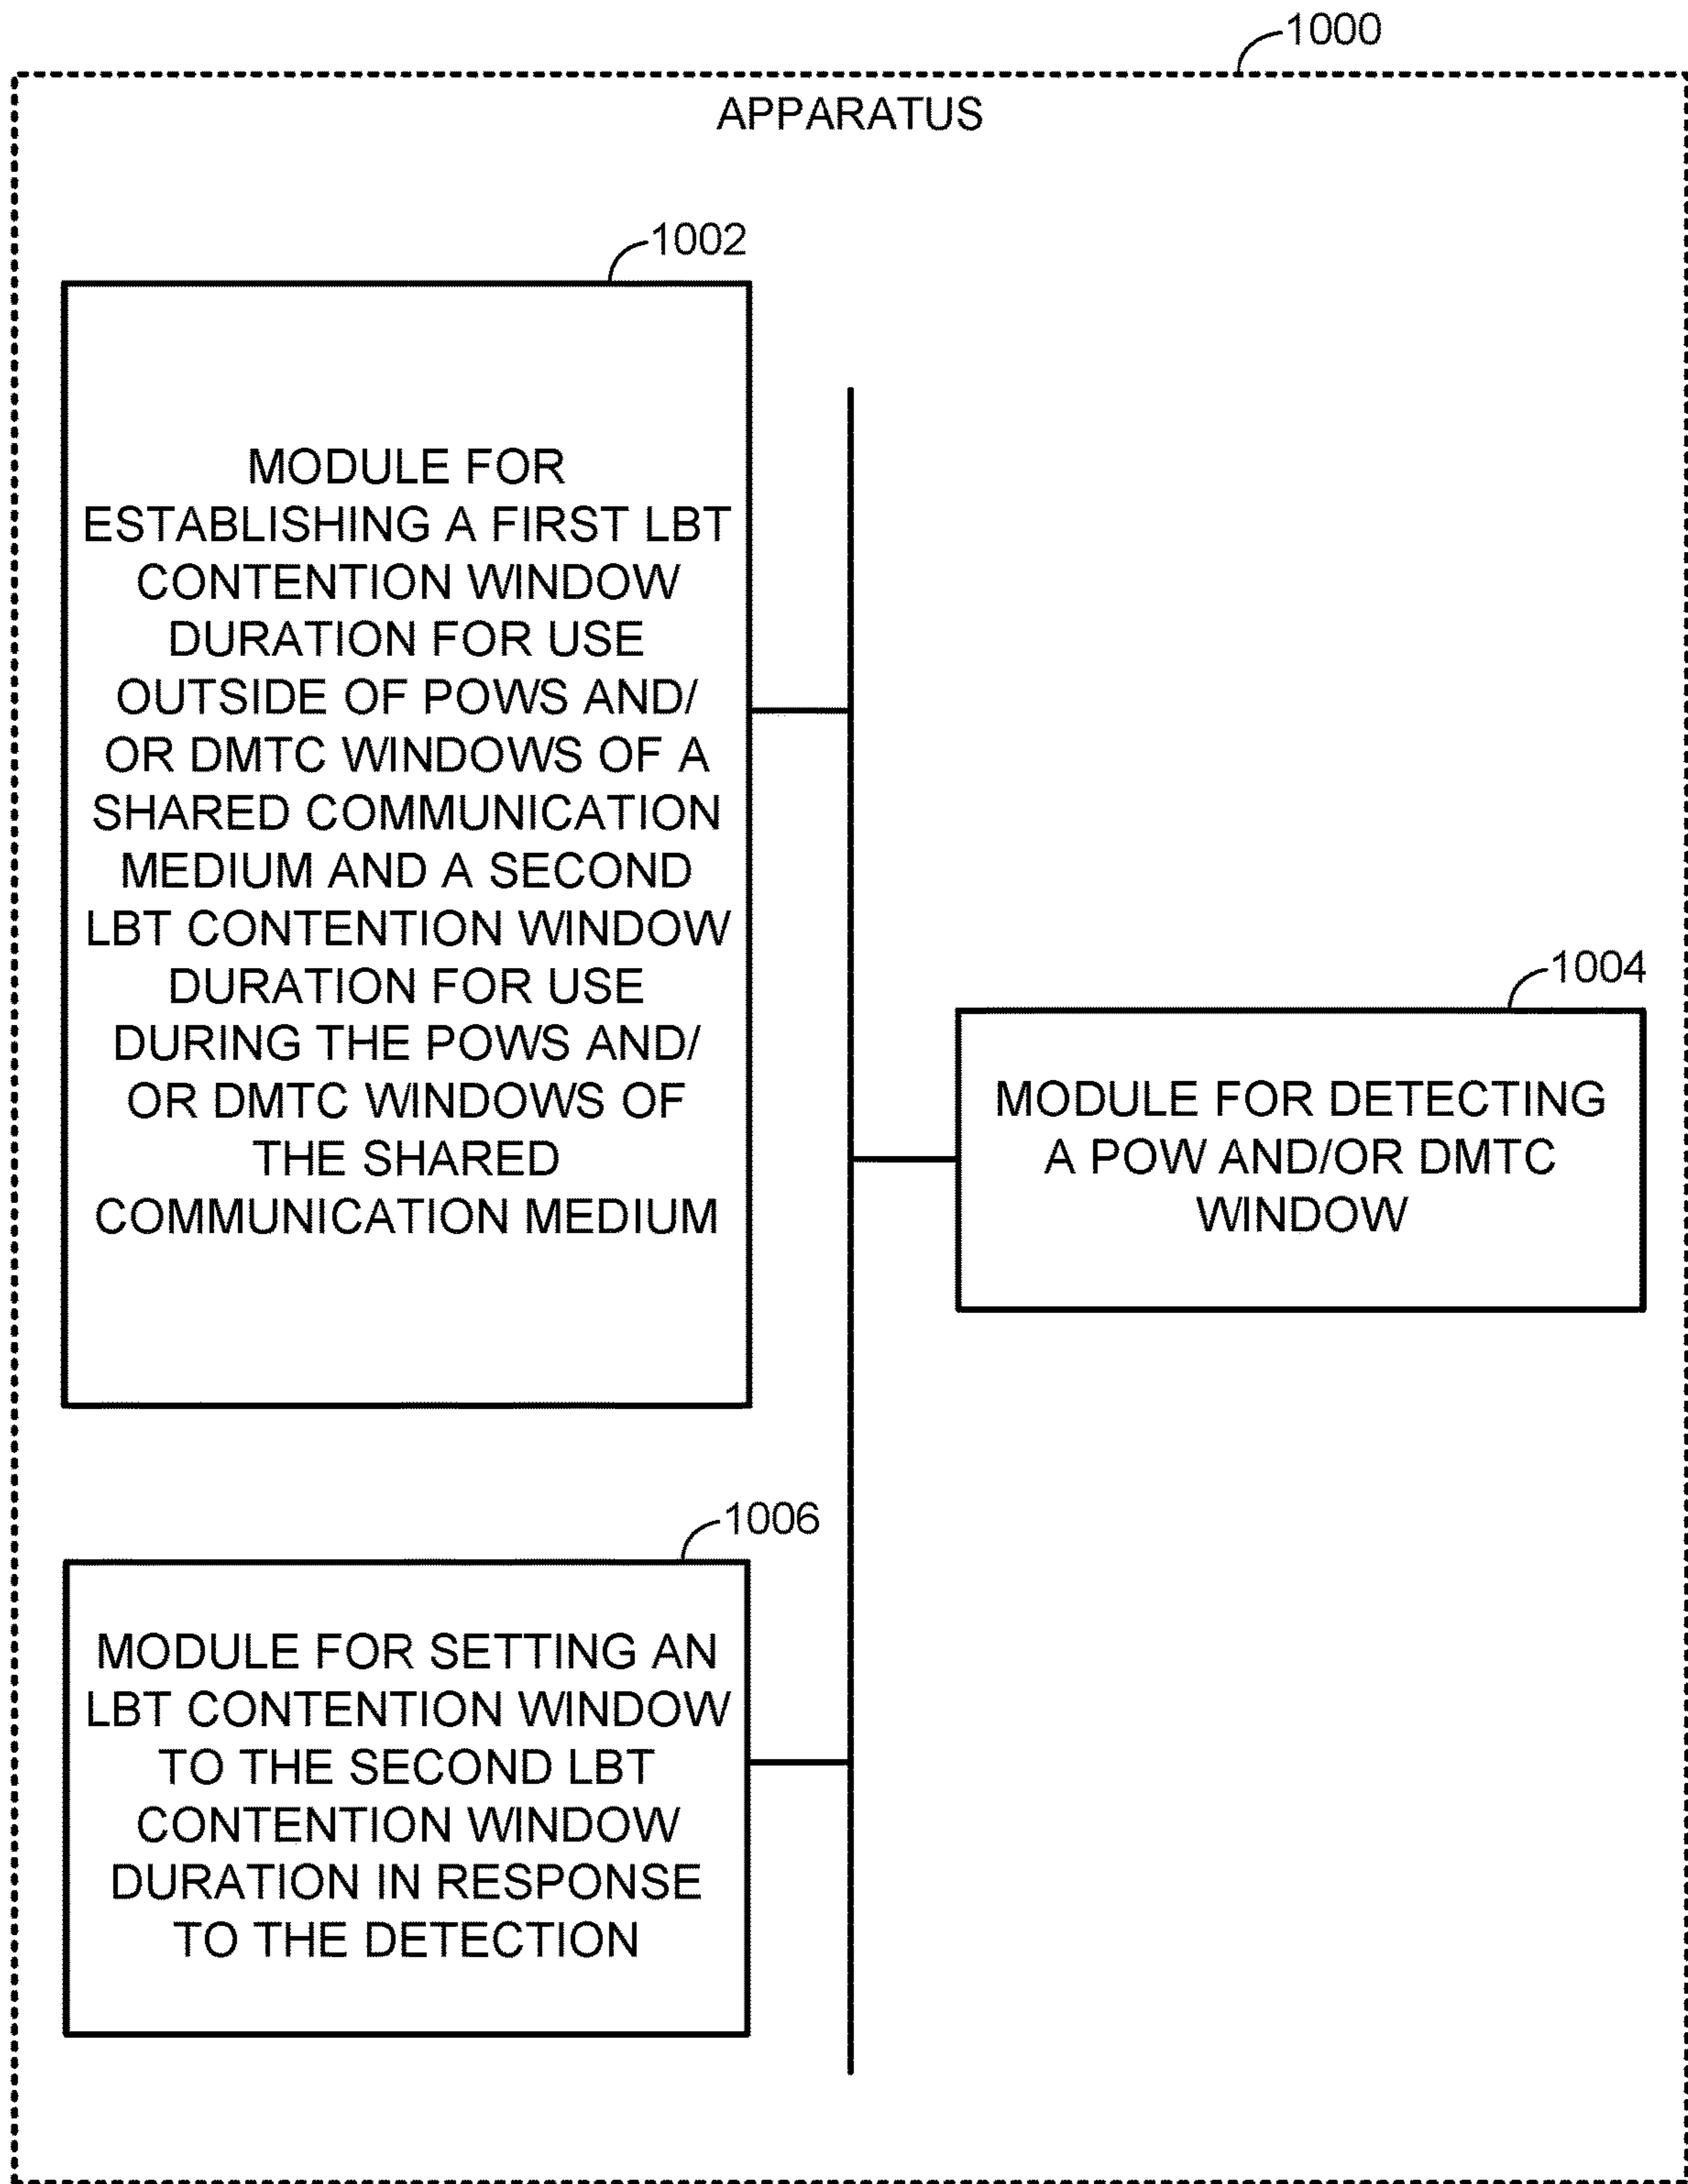 1000
APPARATUS
1002
MODULE FOR
ESTABLISHING A FIRST LBT
CONTENTION WINDOW
DURATION FOR USE
OUTSIDE OF POWS AND/
OR DMTC WINDOWS OF A
SHARED COMMUNICATION
MEDIUM AND A SECOND
LBT CONTENTION WINDOW
DURATION FOR USE
DURING THE POWS AND/
OR DMTC WINDOWS OF
THE SHARED
COMMUNICATION MEDIUM
1004
MODULE FOR DETECTING
A POW AND/OR DMTC
WINDOW
1006
MODULE FOR SETTING AN
LBT CONTENTION WINDOW
TO THE SECOND LBT
CONTENTION WINDOW
DURATION IN RESPONSE
TO THE DETECTION